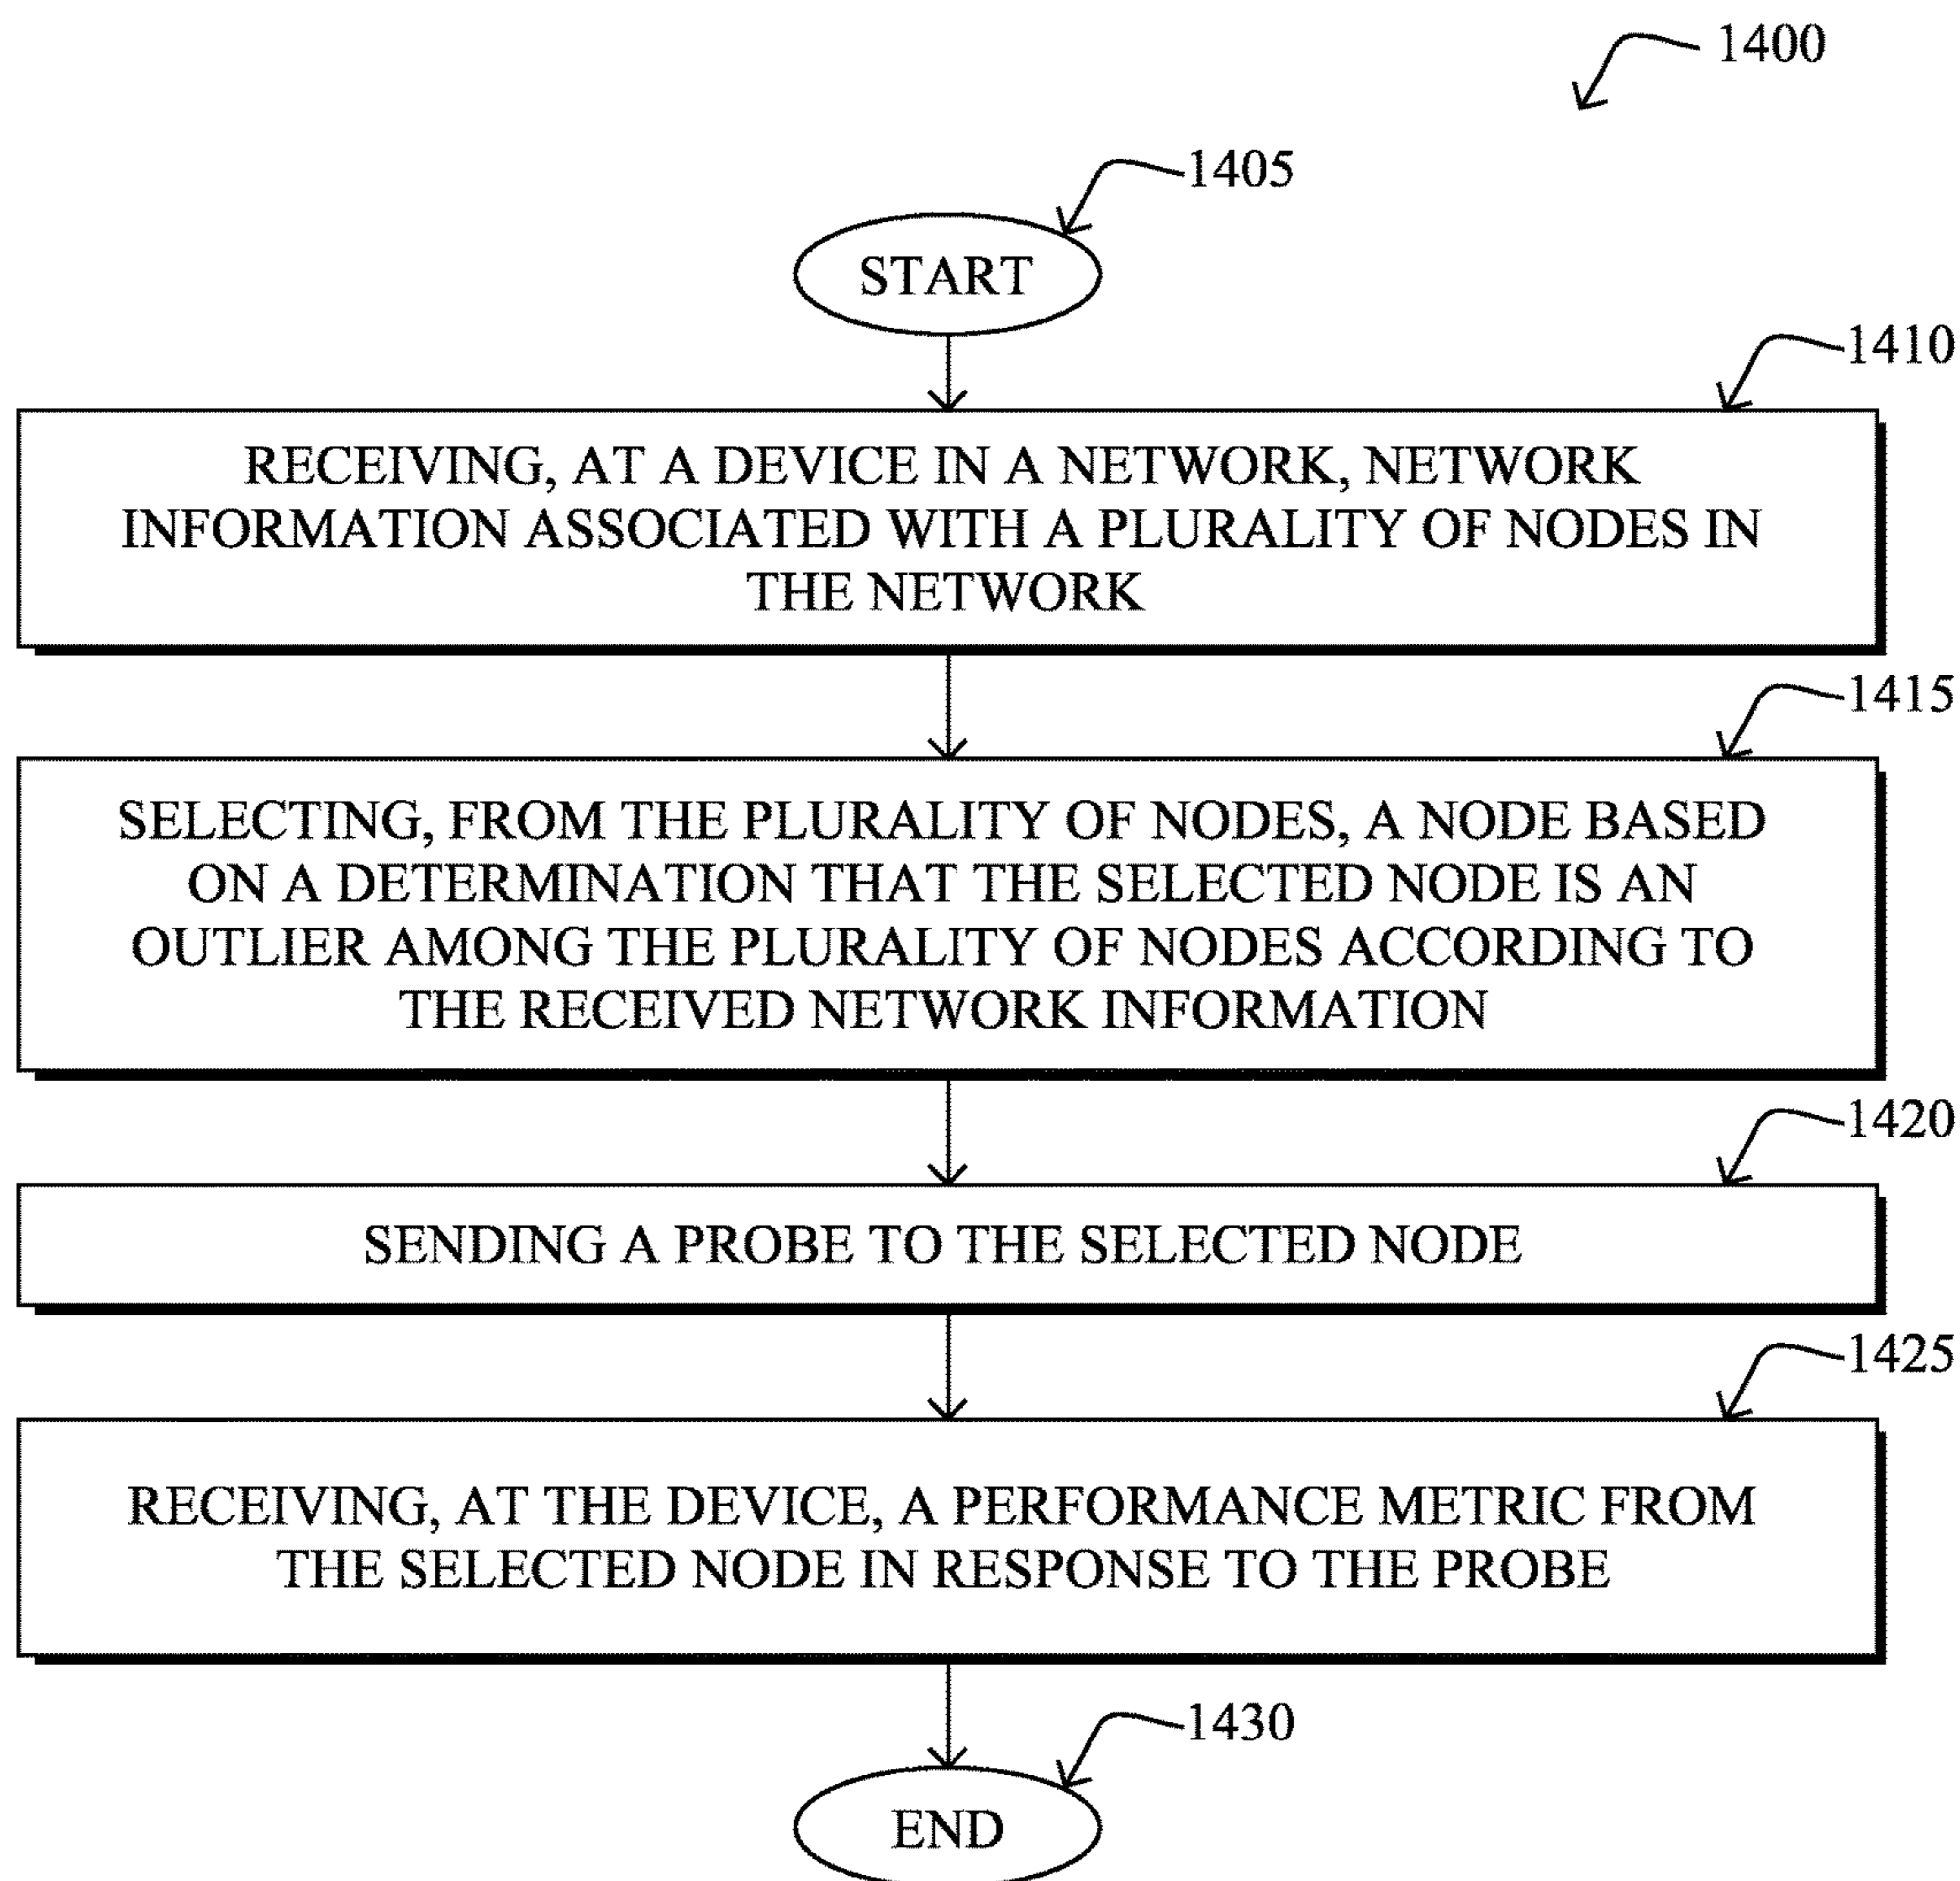 1400
1405
START
1410
RECEIVING, AT A DEVICE IN A NETWORK, NETWORK
INFORMATION ASSOCIATED WITH A PLURALITY OF NODES IN
THE NETWORK
1415
SELECTING, FROM THE PLURALITY OF NODES, A NODE BASED
ON A DETERMINATION THAT THE SELECTED NODE IS AN
OUTLIER AMONG THE PLURALITY OF NODES ACCORDING TO
THE RECEIVED NETWORK INFORMATION
1420
SENDING A PROBE TO THE SELECTED NODE
1425
RECEIVING, AT THE DEVICE, A PERFORMANCE METRIC FROM
THE SELECTED NODE IN RESPONSE TO THE PROBE
1430
END